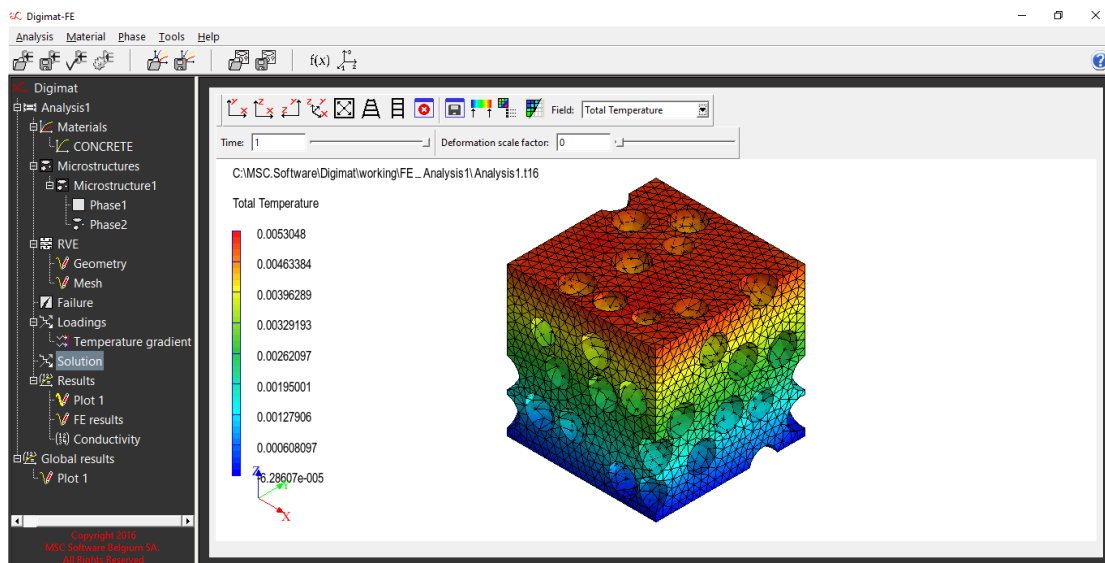 Digimat-FE
Analysis Material Phase Tools Help
f(x)
Digimat
Analysis1
Materials
CONCRETE
Microstructures
Microstructure1
Phase1
Phase2
RVE
Geometry
Mesh
Failure
Loadings
Temperature gradient
Solution
Results
Plot 1
FE results
Conductivity
Global results
Plot 1
Copyright 2016
MSC Software Belgium SA.
All Rights Reserved
Field: Total Temperature
Time: 1 Deformation scale factor: 0
C:\MSC.Software\Digimat\working\FE_Analysis1\Analysis1.t16
Total Temperature
0.0053048
0.00463384
0.00396289
0.00329193
0.00262097
0.00195001
0.00127906
0.000608097
-6.28607e-005
Z
Y
X